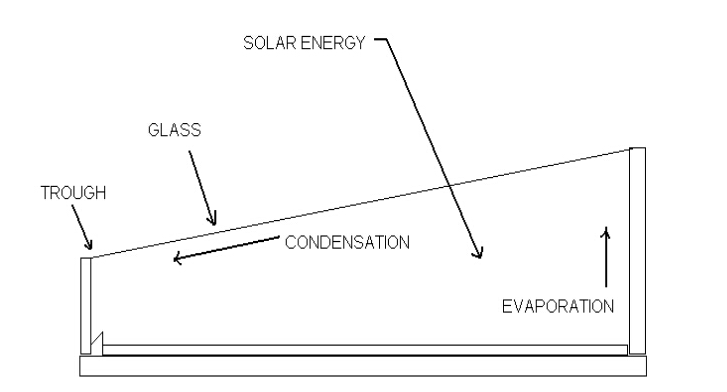 SOLAR ENERGY
GLASS
TROUGH
CONDENSATION
EVAPORATION